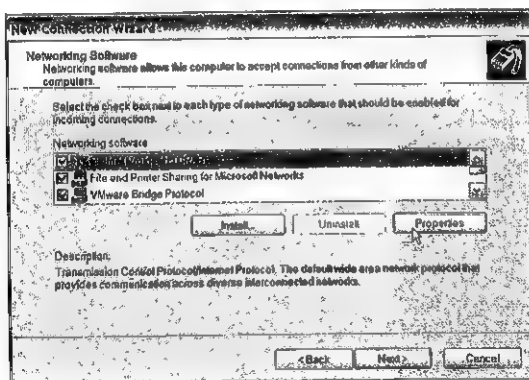 New Connection Wizard
Networking Software
Networking software allows this computer to accept connections from other kinds of
computers.
Select the check box next to each type of networking software that should be enabled for
incoming connections.
Networking software
File and Printer Sharing for Microsoft Networks
VMware Bridge Protocol
Install...
Uninstall
Properties
Description:
Transmission Control Protocol/Internet Protocol. The default wide area network protocol that
provides communication across diverse interconnected networks.
< Back
Next >
Cancel